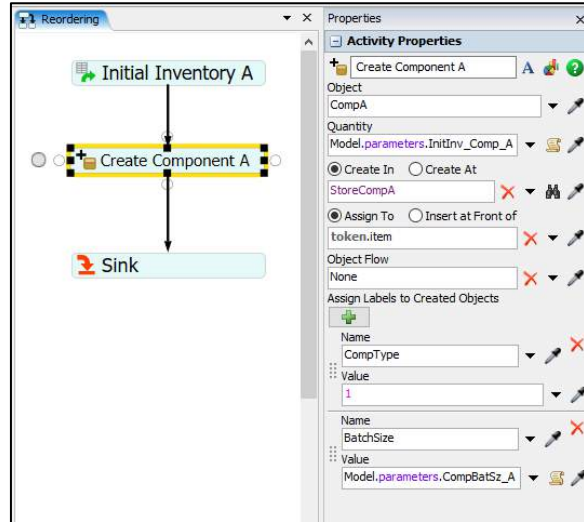 Reordering
Initial Inventory A
Create Component A
Sink
Properties
Activity Properties
Create Component A
Object
CompA
Quantity
Model.parameters.InitInv_Comp_A
Create In Create At
StoreCompA
Assign To Insert at Front of
token.item
Object Flow
None
Assign Labels to Created Objects
Name
CompType
Value
1
Name
BatchSize
Value
Model.parameters.CompBatSz_A